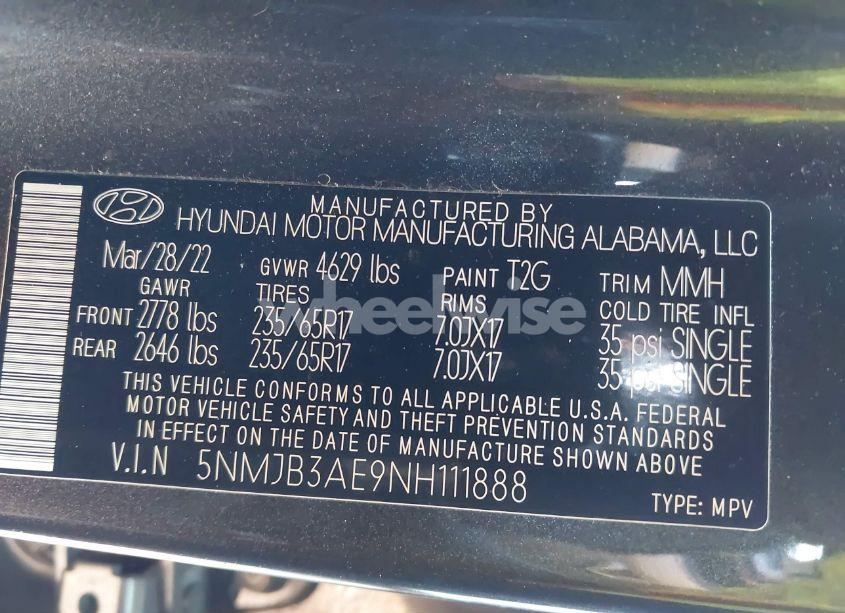 MANUFACTURED BY
HYUNDAI MOTOR MANUFACTURING ALABAMA, LLC
Mar/28/22 GVWR 4629 lbs PAINT T2G TRIM MMH
GAWR TIRES RIMS COLD TIRE INFL
FRONT 2778 lbs 235/65R17 7.0JX17 35 psi SINGLE
REAR 2646 lbs 235/65R17 7.0JX17 35 psi SINGLE
wheelwise
THIS VEHICLE CONFORMS TO ALL APPLICABLE U.S.A. FEDERAL
MOTOR VEHICLE SAFETY AND THEFT PREVENTION STANDARDS
IN EFFECT ON THE DATE OF MANUFACTURE SHOWN ABOVE
V.I.N 5NMJB3AE9NH111888
TYPE: MPV